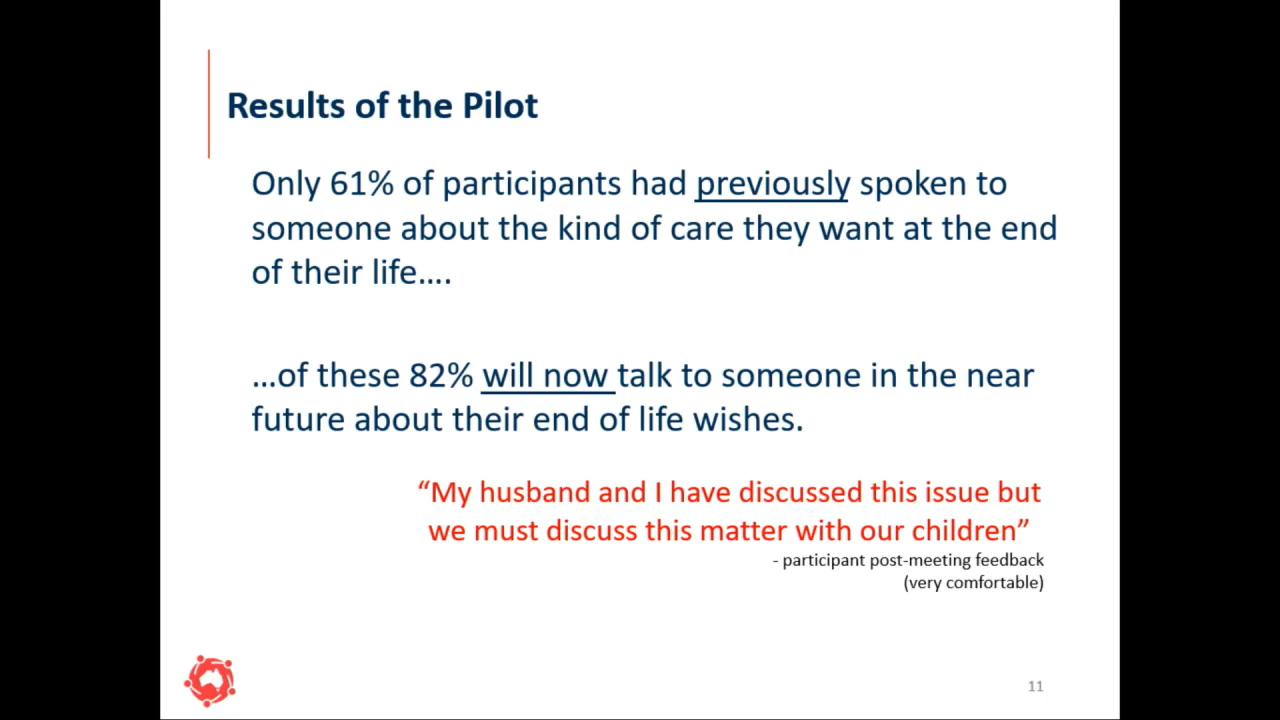 Results of the Pilot
Only 61% of participants had previously spoken to
someone about the kind of care they want at the end
of their life….
…of these 82% will now talk to someone in the near
future about their end of life wishes.
“My husband and I have discussed this issue but
we must discuss this matter with our children”
- participant post-meeting feedback
(very comfortable)
11